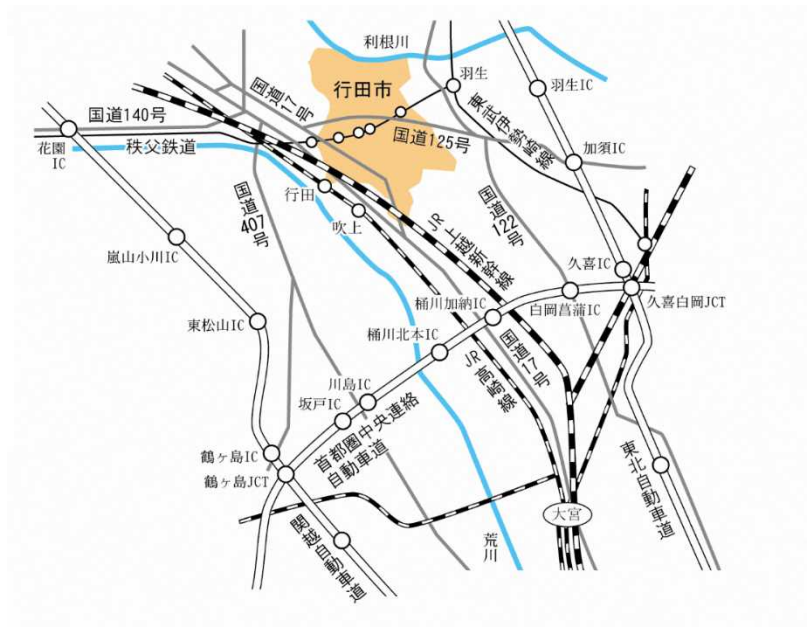 利根川
羽生
羽生IC
行田市
国道
17号
国道140号
国道125号
東武伊勢崎線
加須IC
花園
IC
秩父鉄道
国道
407号
行田
吹上
国道
122号
JR上越新幹線
嵐山小川IC
久喜IC
久喜白岡JCT
白岡菖蒲IC
桶川加納IC
東松山IC
桶川北本IC
国道
17号
JR高崎線
川島IC
坂戸IC
首都圏中央連絡
自動車道
鶴ヶ島IC
鶴ヶ島JCT
東北自動車道
大宮
関越自動車道
荒川